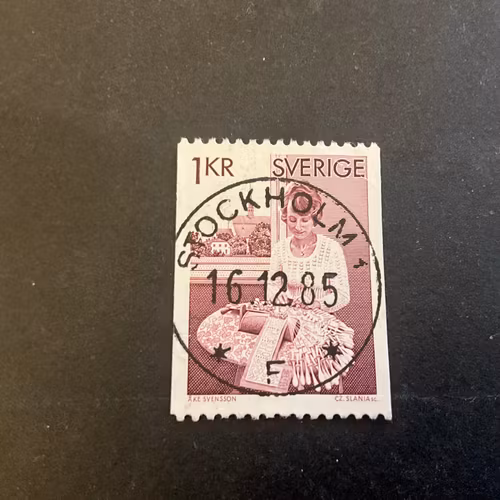 1KR SVERIGE
STOCKHOLM 1
16.12.85
F
ÅKE SVENSSON CZ. SLANIA sc.